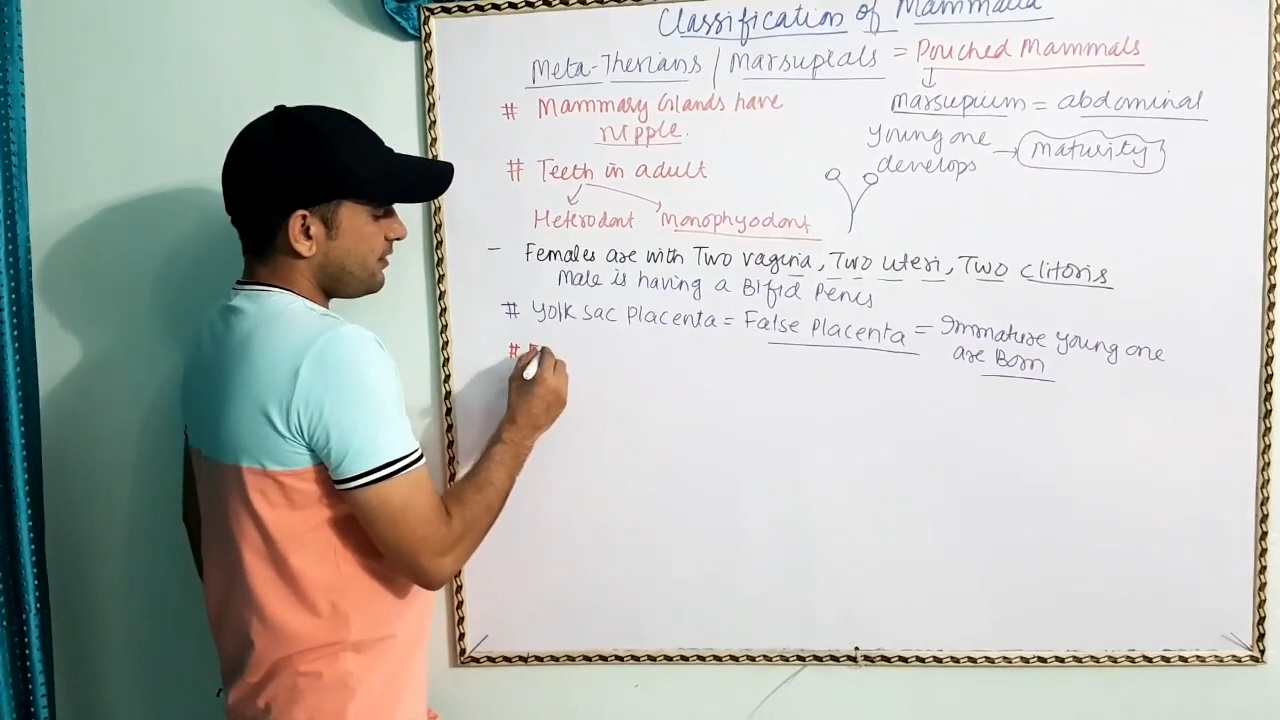 Classification of Mammalia
Meta-Therians / Marsupials = Pouched Mammals
# Mammary Glands have
nipple.
marsupium = abdominal
young one
develops → maturity
# Teeth in adult
Heterodont Monophyodont
- Females are with Two vagina, Two uteri, Two clitoris
Male is having a Bifid Penis
# Yolk sac placenta = False Placenta = Immature young one
are Born
#